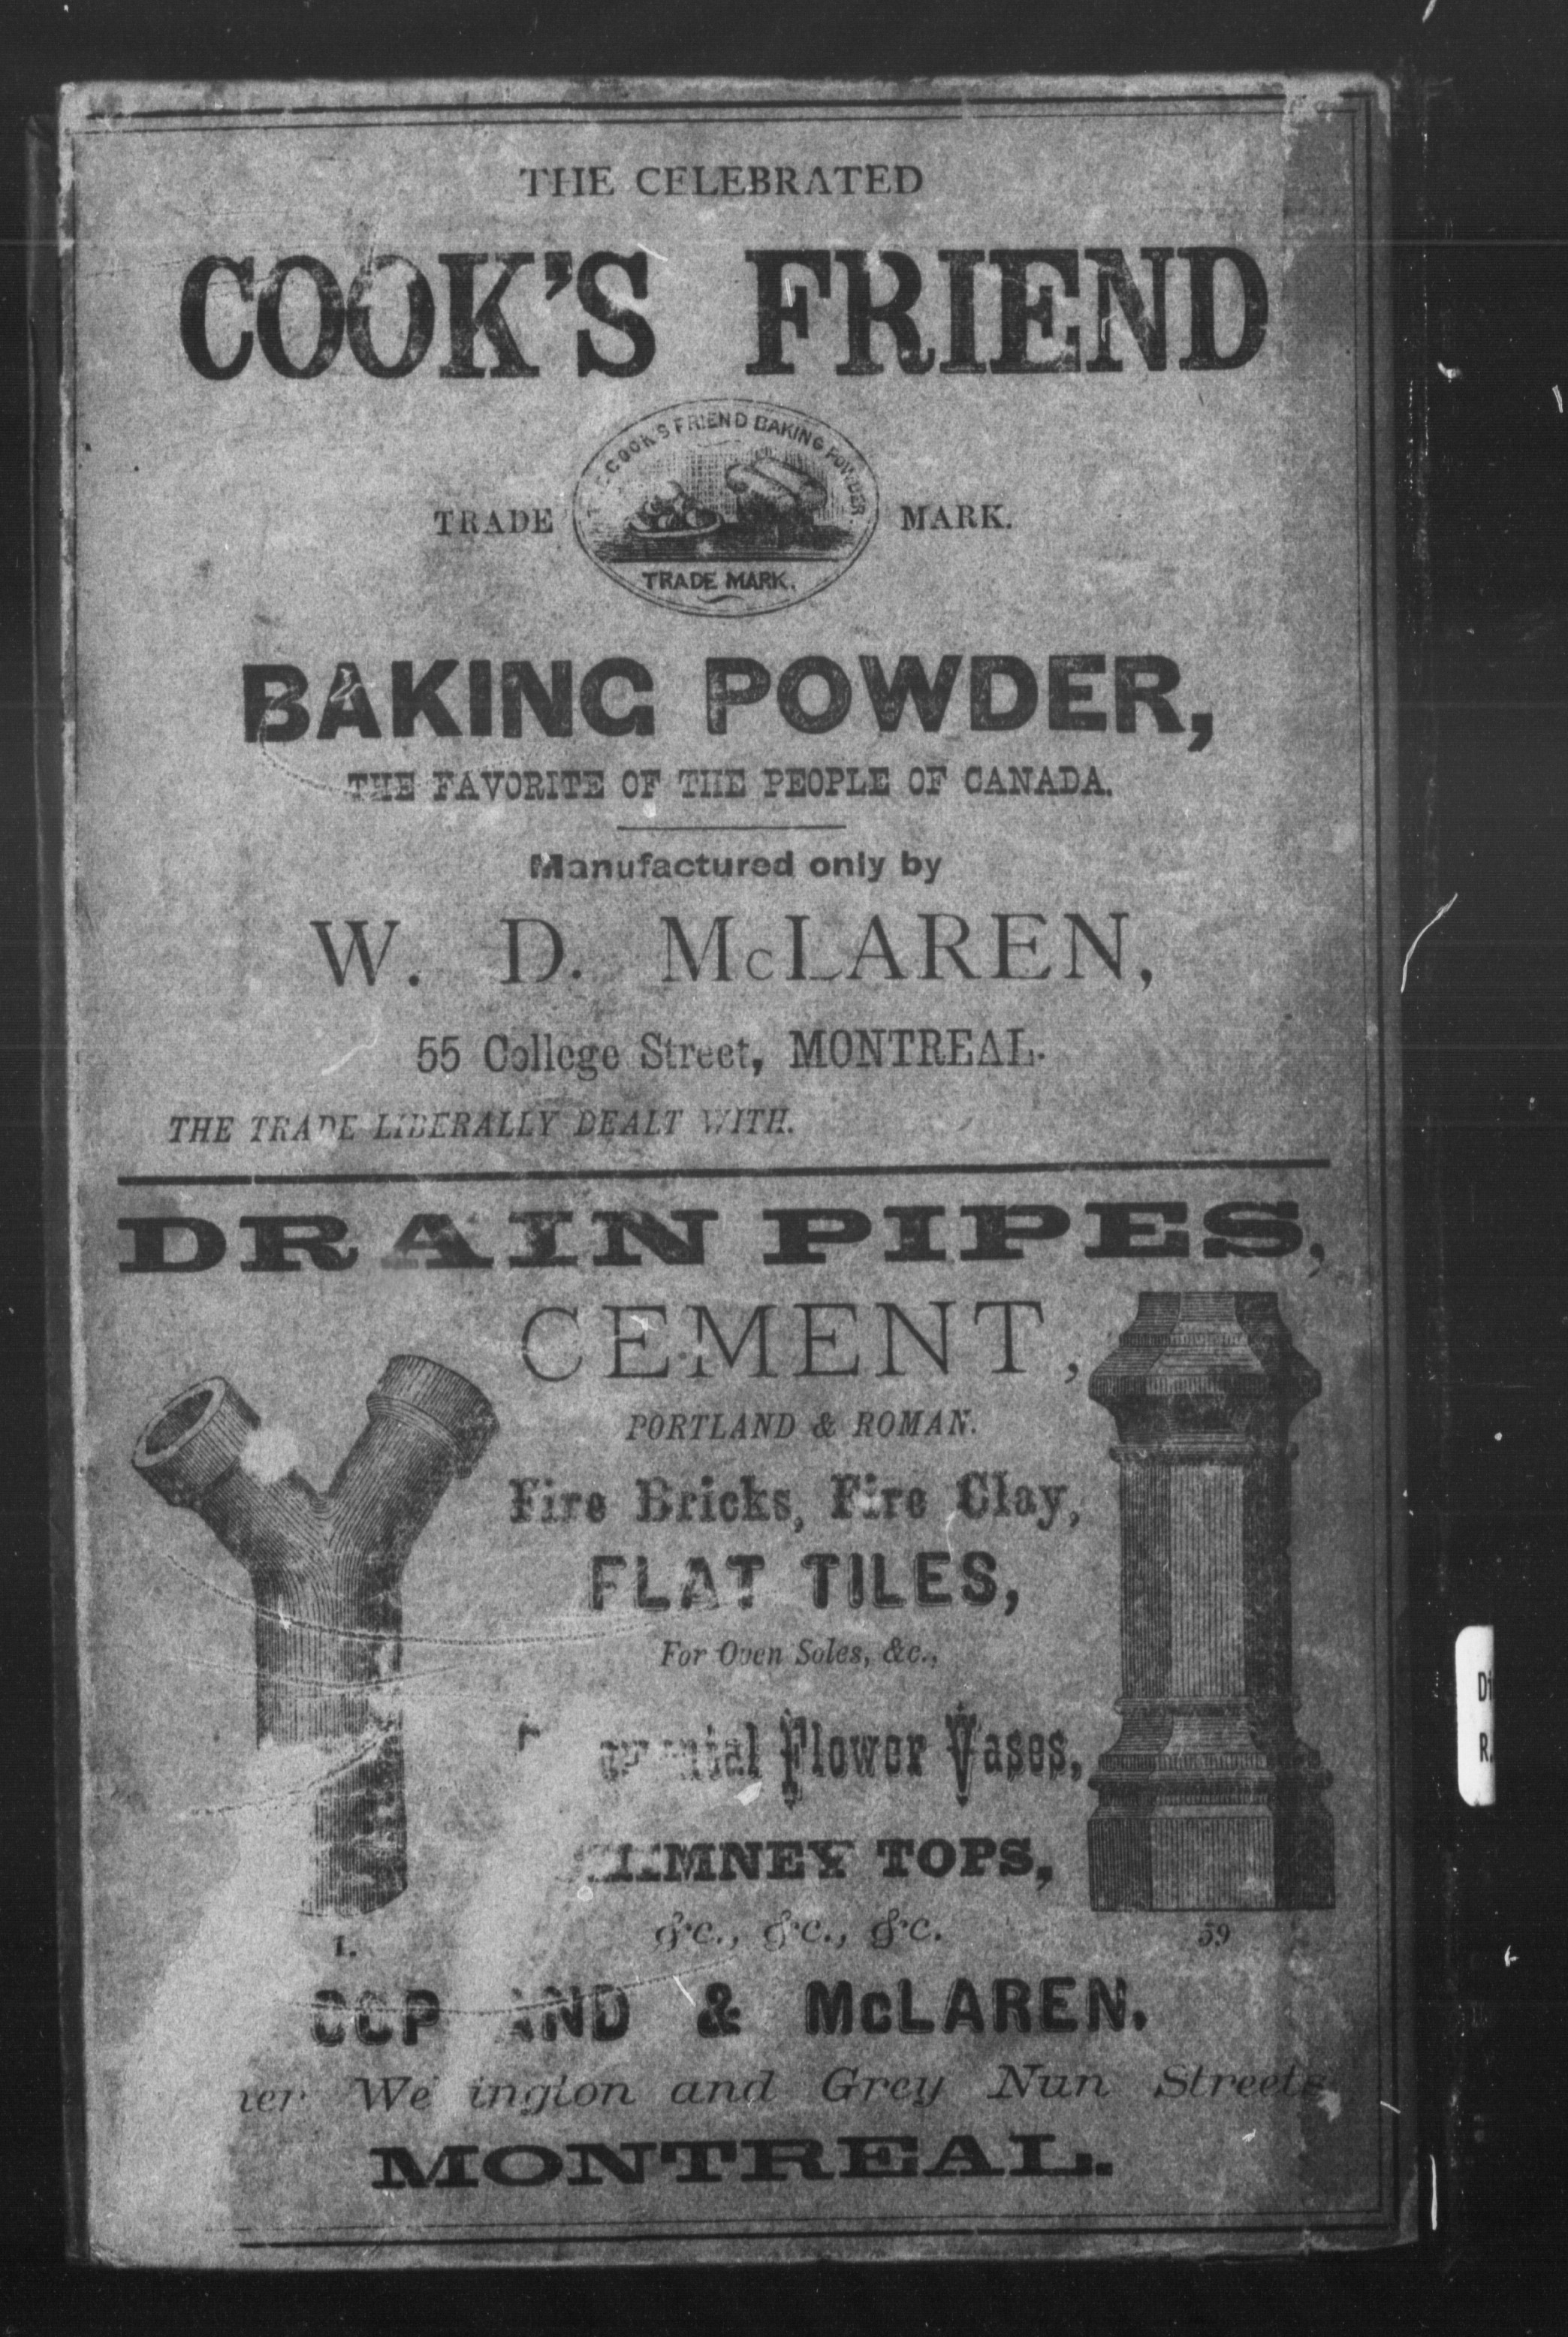 THE CELEBRATED
COOK'S FRIEND
THE COOK'S FRIEND BAKING POWDER.
TRADE MARK.
TRADE MARK.
BAKING POWDER,
THE FAVORITE OF THE PEOPLE OF CANADA.
Manufactured only by
W. D. McLAREN,
55 College Street, MONTREAL.
THE TRADE LIBERALLY DEALT WITH.
DRAIN PIPES,
CEMENT,
PORTLAND & ROMAN.
Fire Bricks, Fire Clay,
FLAT TILES,
For Oven Soles, &c.,
Flower Vases,
TOPS,
&c., &c., &c.
1.
59
& McLAREN.
and Grey Nun Streets
MONTREAL.